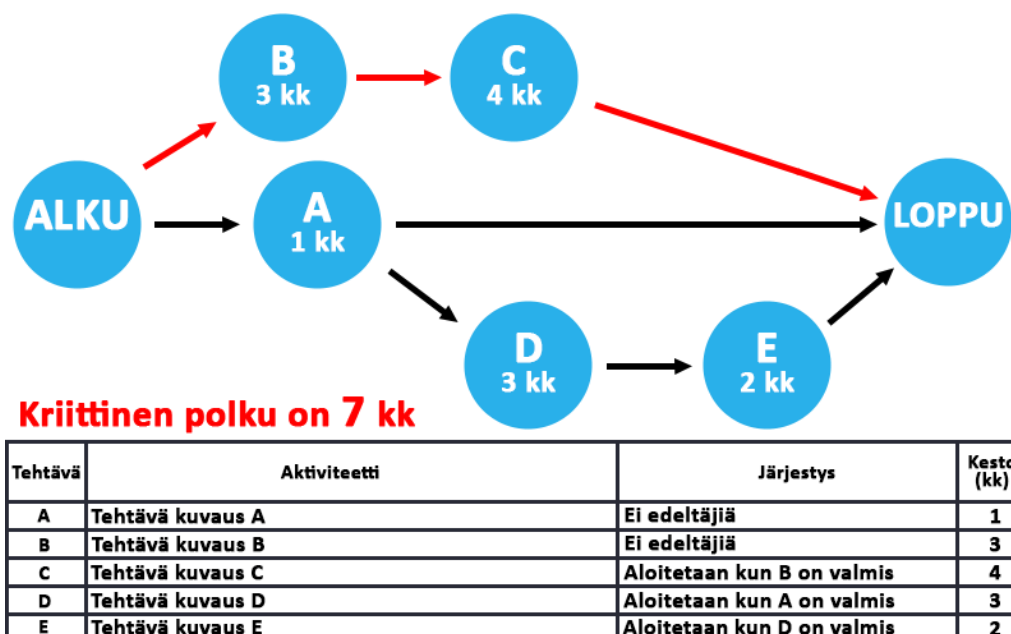 B
3 kk
C
4 kk
ALKU
A
1 kk
LOPPU
D
3 kk
E
2 kk
Kriittinen polku on 7 kk
Tehtävä Aktiviteetti Järjestys Kesto (kk)
A Tehtävä kuvaus A Ei edeltäjiä 1
B Tehtävä kuvaus B Ei edeltäjiä 3
C Tehtävä kuvaus C Aloitetaan kun B on valmis 4
D Tehtävä kuvaus D Aloitetaan kun A on valmis 3
E Tehtävä kuvaus E Aloitetaan kun D on valmis 2